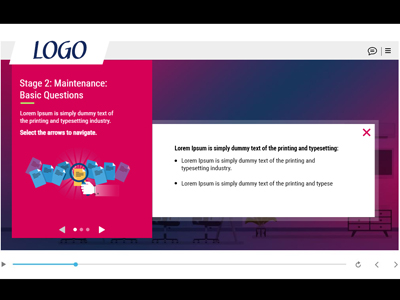 LOGO
Stage 2: Maintenance:
Basic Questions
Lorem Ipsum is simply dummy text of
the printing and typesetting industry.
Select the arrows to navigate.
Lorem Ipsum is simply dummy text of the printing and typesetting:
• Lorem Ipsum is simply dummy text of the printing and
typesetting industry.
• Lorem Ipsum is simply dummy text of the printing and typese